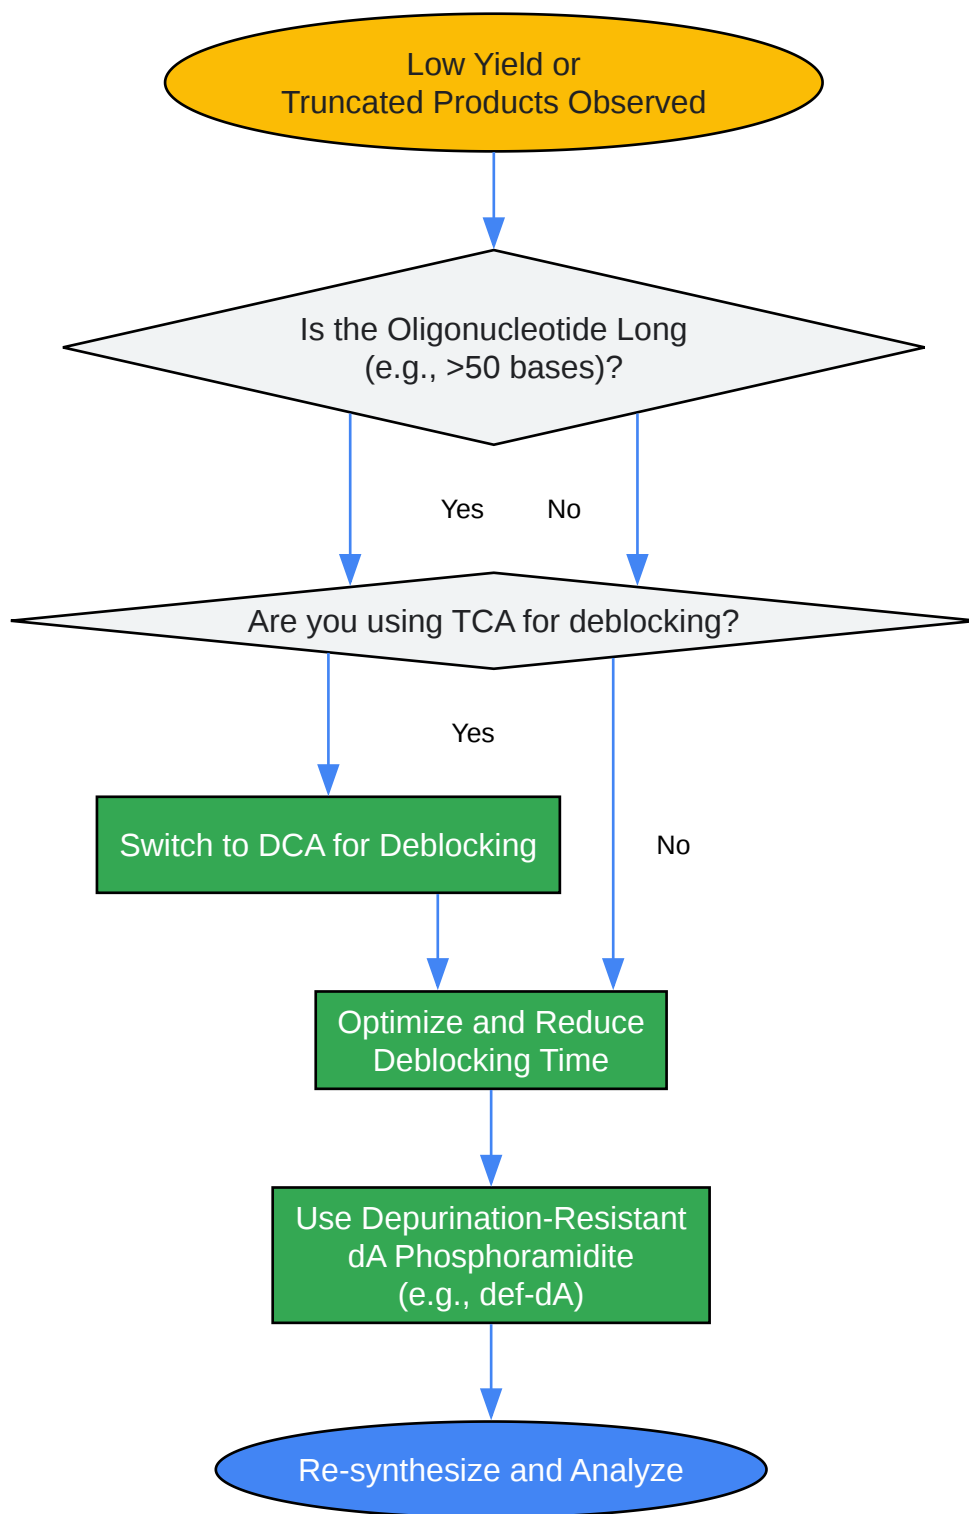 Low Yield or
Truncated Products Observed
Is the Oligonucleotide Long
(e.g., >50 bases)?
Yes
No
Are you using TCA for deblocking?
Yes
Switch to DCA for Deblocking
No
Optimize and Reduce
Deblocking Time
Use Depurination-Resistant
dA Phosphoramidite
(e.g., def-dA)
Re-synthesize and Analyze